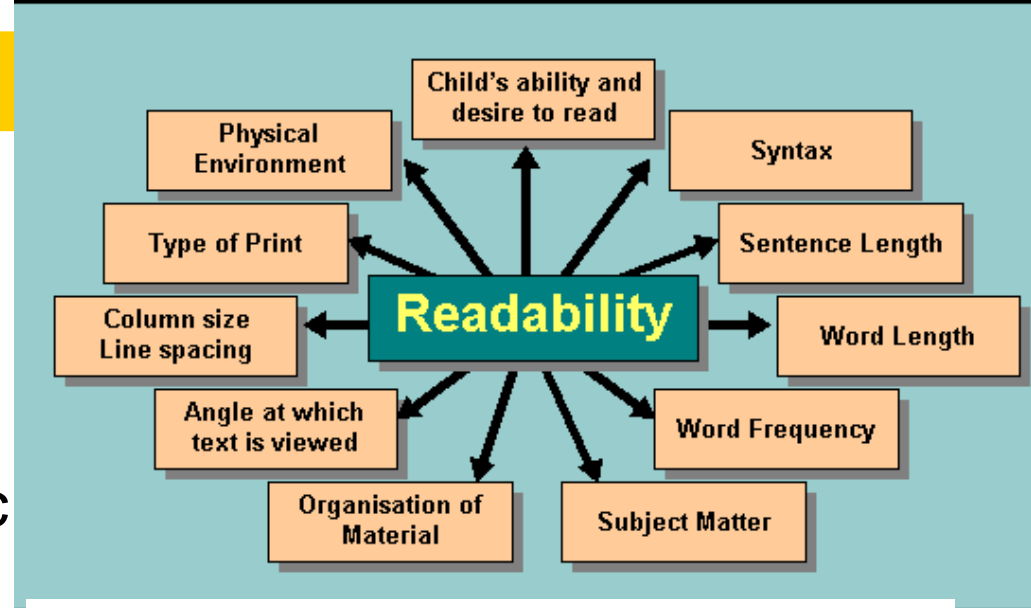 Child's ability and
desire to read
Physical
Environment
Syntax
Type of Print
Sentence Length
Readability
Column size
Line spacing
Word Length
Angle at which
text is viewed
Word Frequency
Organisation of
Material
Subject Matter
c